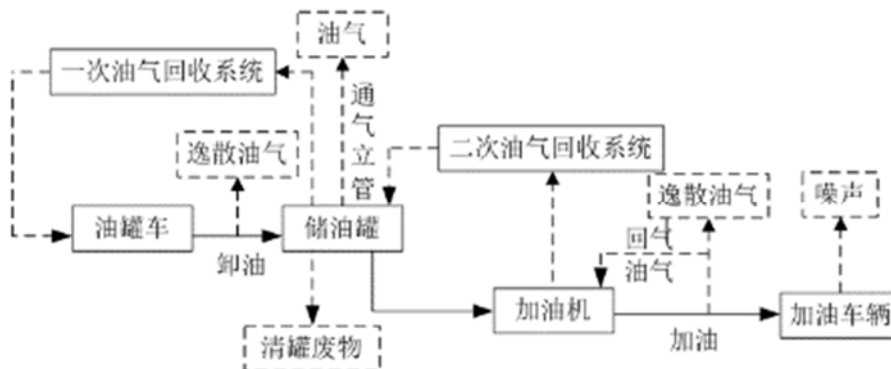 油气
一次油气回收系统
通气立管
逸散油气
二次油气回收系统
逸散油气
噪声
油罐车
卸油
储油罐
回气
油气
加油机
加油
加油车辆
清罐废物